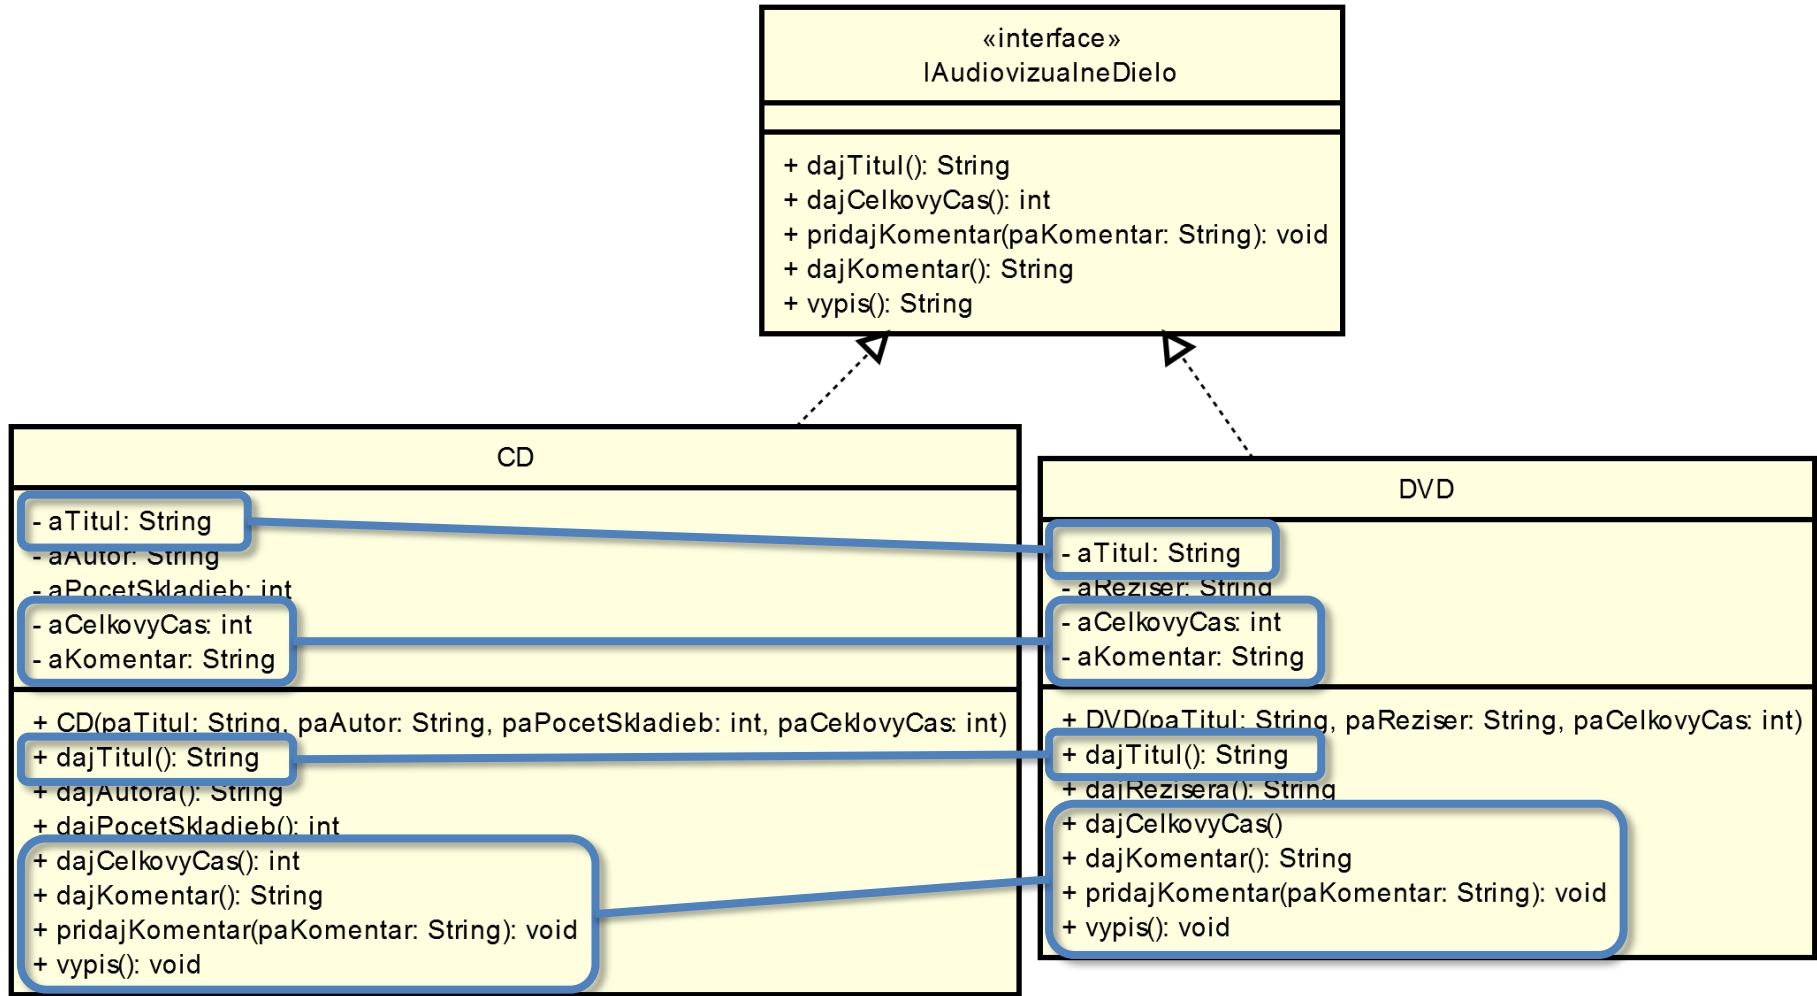 «interface»
IAudiovizualneDielo
+ dajTitul(): String
+ dajCelkovyCas(): int
+ pridajKomentar(paKomentar: String): void
+ dajKomentar(): String
+ vypis(): String
CD
- aTitul: String
- aAutor: String
- aPocetSkladieb: int
- aCelkovyCas: int
- aKomentar: String
+ CD(paTitul: String, paAutor: String, paPocetSkladieb: int, paCeklovyCas: int)
+ dajTitul(): String
+ dajAutora(): String
+ dajPocetSkladieb(): int
+ dajCelkovyCas(): int
+ dajKomentar(): String
+ pridajKomentar(paKomentar: String): void
+ vypis(): void
DVD
- aTitul: String
- aReziser: String
- aCelkovyCas: int
- aKomentar: String
+ DVD(paTitul: String, paReziser: String, paCelkovyCas: int)
+ dajTitul(): String
+ dajRezisera(): String
+ dajCelkovyCas()
+ dajKomentar(): String
+ pridajKomentar(paKomentar: String): void
+ vypis(): void